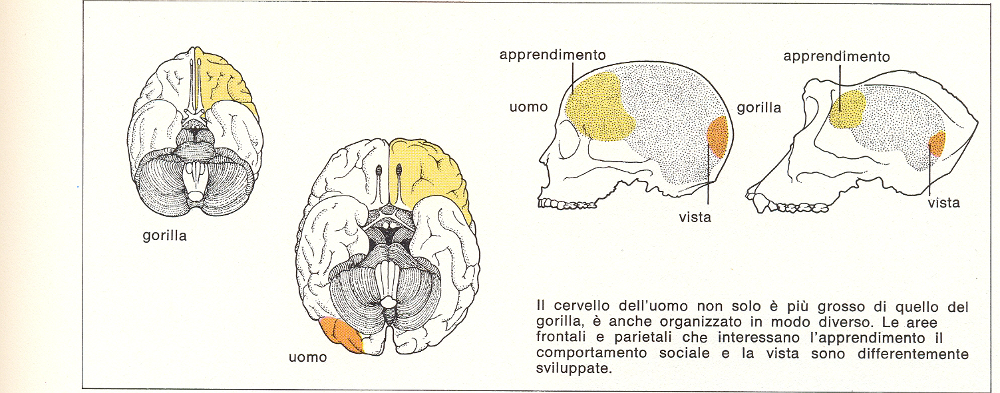 apprendimento
apprendimento
uomo
gorilla
vista
vista
gorilla
uomo
Il cervello dell'uomo non solo è più grosso di quello del
gorilla, è anche organizzato in modo diverso. Le aree
frontali e parietali che interessano l'apprendimento il
comportamento sociale e la vista sono differentemente
sviluppate.